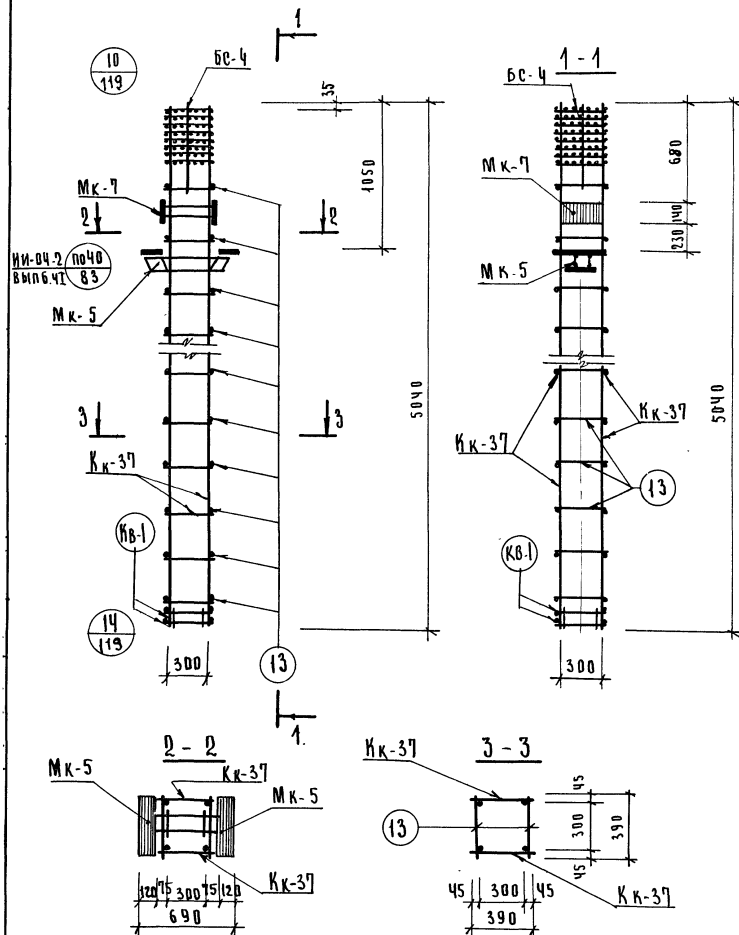 1
10
119
БС-4
35
1050
5040
Мк-7
2
2
ИИ-04-2
ВЫП6.ЧI
по40
83
Мк-5
3
3
Кк-37
Кв-1
14
119
300
13
1.
1-1
БС-4
680
Мк-7
140
230
Мк-5
5040
Кк-37
Кк-37
13
КВ-1
300
2-2
Мк-5
Кк-37
Мк-5
Кк-37
120 75 300 75 120
690
3-3
Кк-37
13
45
300
390
45
Кк-37
45 300 45
390